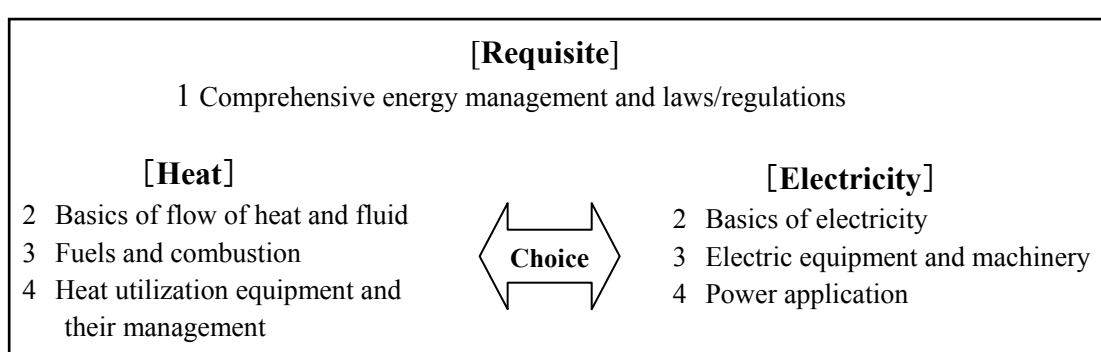 [Requisite]
1 Comprehensive energy management and laws/regulations
[Heat]
2 Basics of flow of heat and fluid
3 Fuels and combustion
4 Heat utilization equipment and
their management
Choice
[Electricity]
2 Basics of electricity
3 Electric equipment and machinery
4 Power application